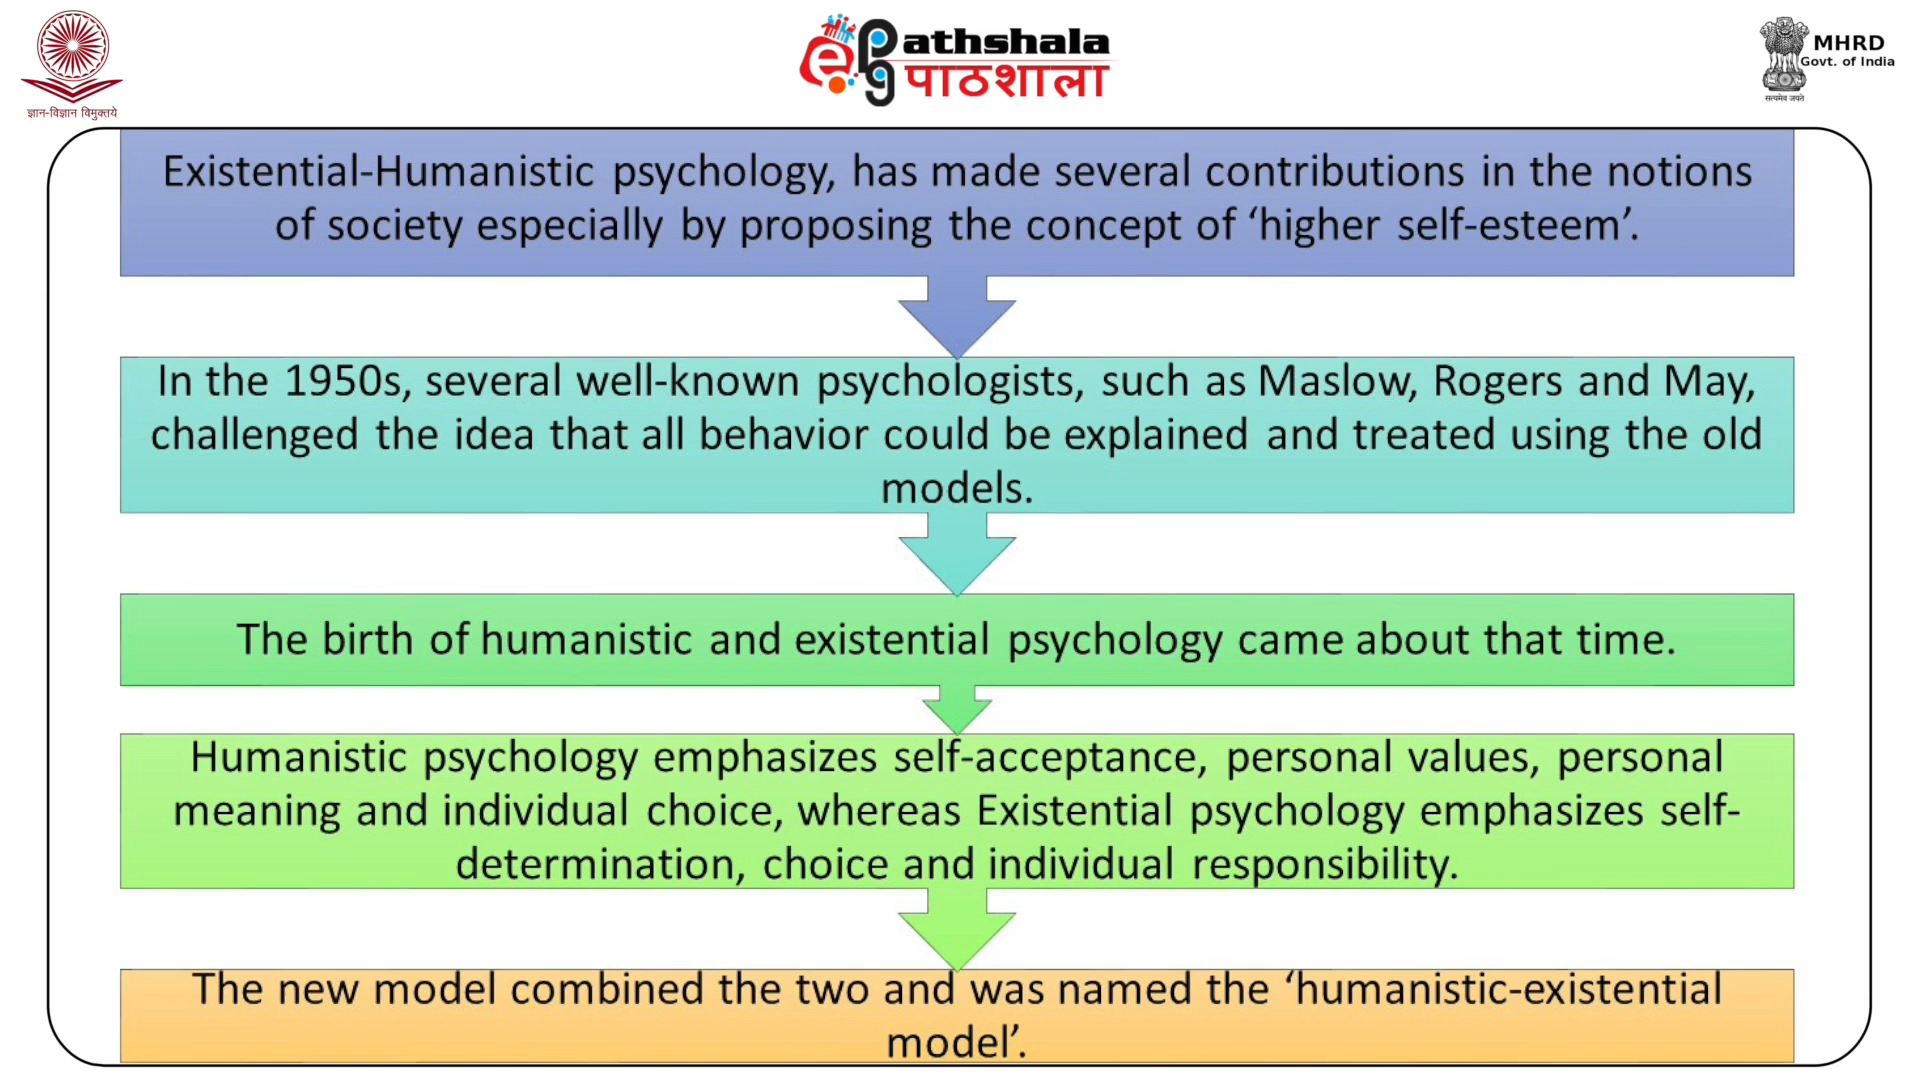 ज्ञान-विज्ञान विमुक्तये
ePG Pathshala
पाठशाला
MHRD
Govt. of India
सत्यमेव जयते
Existential-Humanistic psychology, has made several contributions in the notions
of society especially by proposing the concept of ‘higher self-esteem’.
In the 1950s, several well-known psychologists, such as Maslow, Rogers and May,
challenged the idea that all behavior could be explained and treated using the old
models.
The birth of humanistic and existential psychology came about that time.
Humanistic psychology emphasizes self-acceptance, personal values, personal
meaning and individual choice, whereas Existential psychology emphasizes self-
determination, choice and individual responsibility.
The new model combined the two and was named the ‘humanistic-existential
model’.